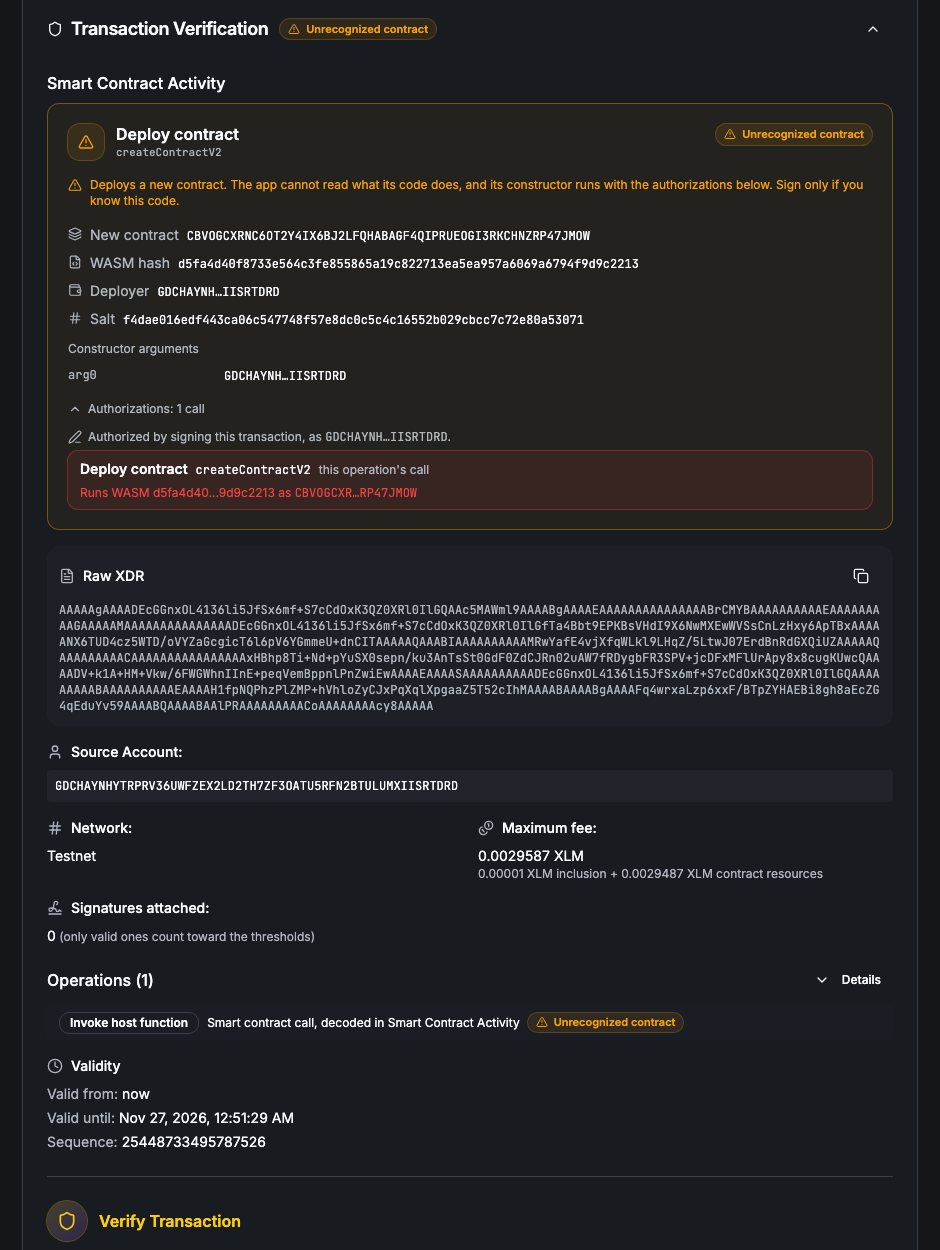 Transaction Verification
Unrecognized contract
Smart Contract Activity
Deploy contract
createContractV2
Unrecognized contract
Deploys a new contract. The app cannot read what its code does, and its constructor runs with the authorizations below. Sign only if you
know this code.
New contract CBVOGCXRNC6OT2Y4IX6BJ2LFQHABAGF4QIPRUEOGI3RKCHNZRP47JMOW
WASM hash d5fa4d40f8733e564c3fe855865a19c822713ea5ea957a6069a6794f9d9c2213
Deployer GDCHAYNH…IISRTDRD
Salt f4dae016edf443ca06c547748f57e8dc0c5c4c16552b029cbcc7c72e80a53071
Constructor arguments
arg0 GDCHAYNH…IISRTDRD
Authorizations: 1 call
Authorized by signing this transaction, as GDCHAYNH…IISRTDRD.
Deploy contract createContractV2 this operation's call
Runs WASM d5fa4d40…9d9c2213 as CBVOGCXR…RP47JMOW
Raw XDR
Source Account:
GDCHAYNHYTRPRV36UWFZEX2LD2TH7ZF3OATU5RFN2BTULUMXIISRTDRD
Network:
Testnet
Maximum fee:
0.0029587 XLM
0.00001 XLM inclusion + 0.0029487 XLM contract resources
Signatures attached:
0 (only valid ones count toward the thresholds)
Operations (1)
Details
Invoke host function Smart contract call, decoded in Smart Contract Activity Unrecognized contract
Validity
Valid from: now
Valid until: Nov 27, 2026, 12:51:29 AM
Sequence: 25448733495787526
Verify Transaction